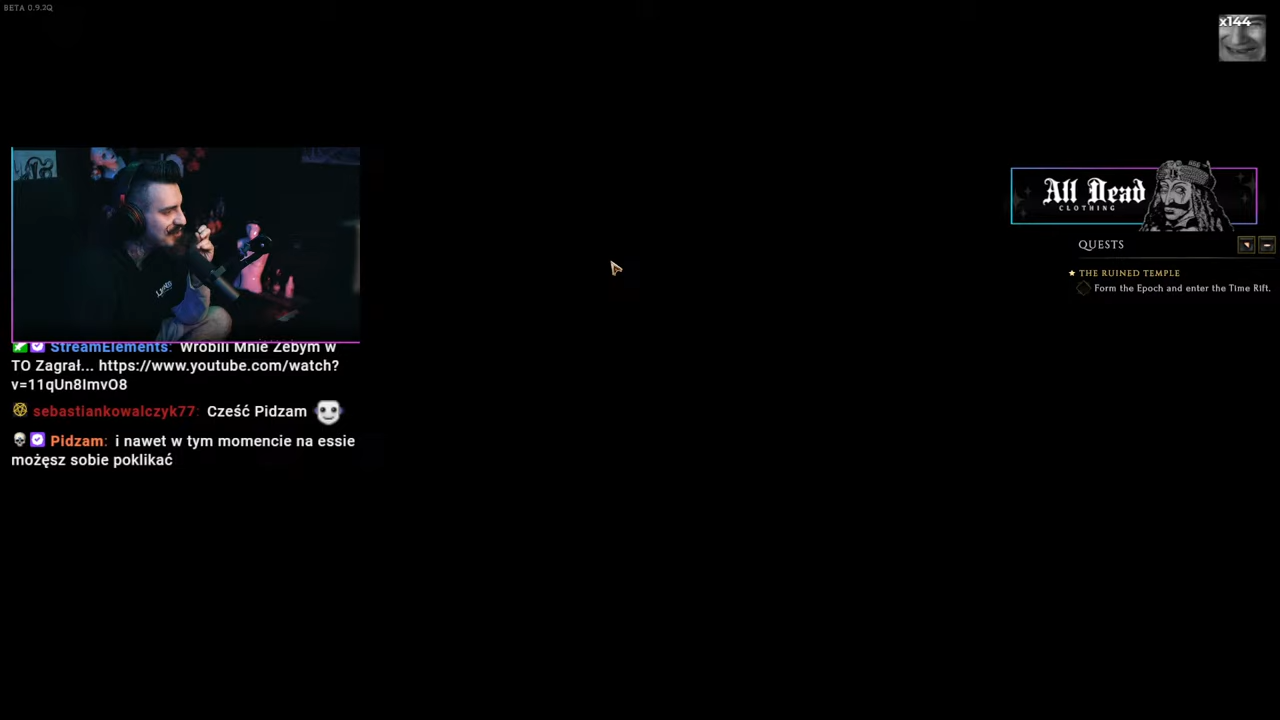 BETA 0.9.2Q
x144
All Dead
CLOTHING
QUESTS
THE RUINED TEMPLE
Form the Epoch and enter the Time Rift.
StreamElements: Wrobili Mnie Żebym w
TO Zagrał... https://www.youtube.com/watch?
v=11qUn8ImvO8
sebastiankowalczyk77: Cześć Pidzam
Pidzam: i nawet w tym momencie na essie
możęsz sobie poklikać